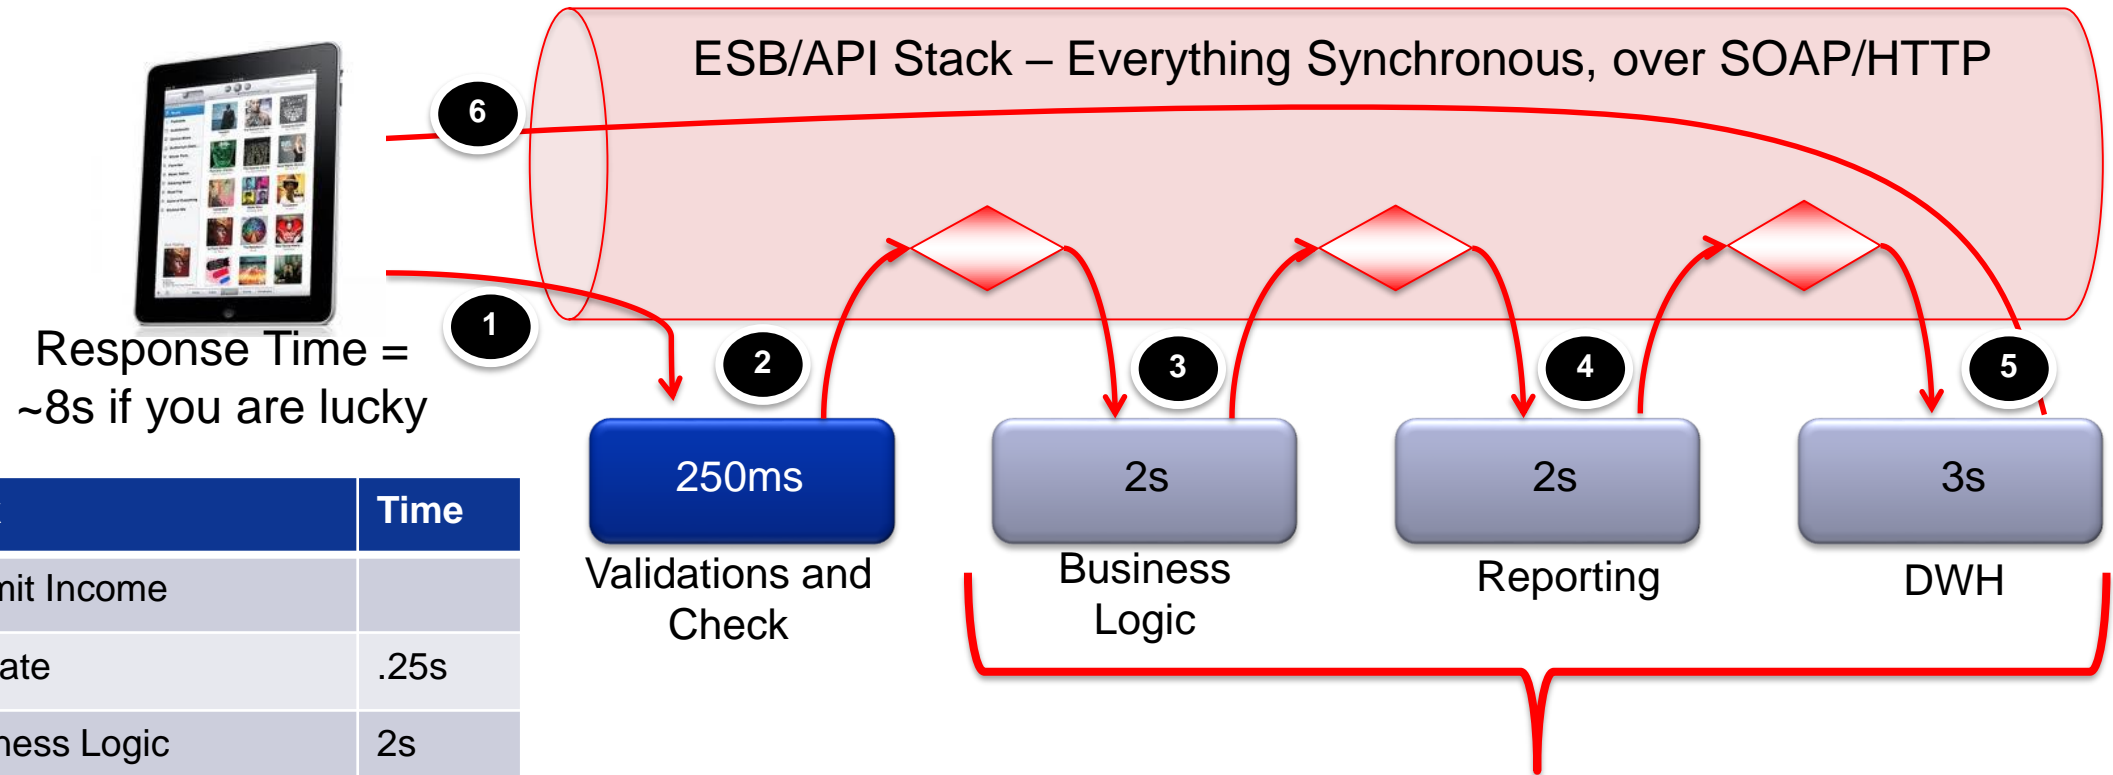 ESB/API Stack – Everything Synchronous, over SOAP/HTTP
6
1
2
3
4
5
Response Time =
~8s if you are lucky
250ms
2s
2s
3s
Validations and
Check
Business
Logic
Reporting
DWH
Time
mit Income
ate .25s
ness Logic 2s